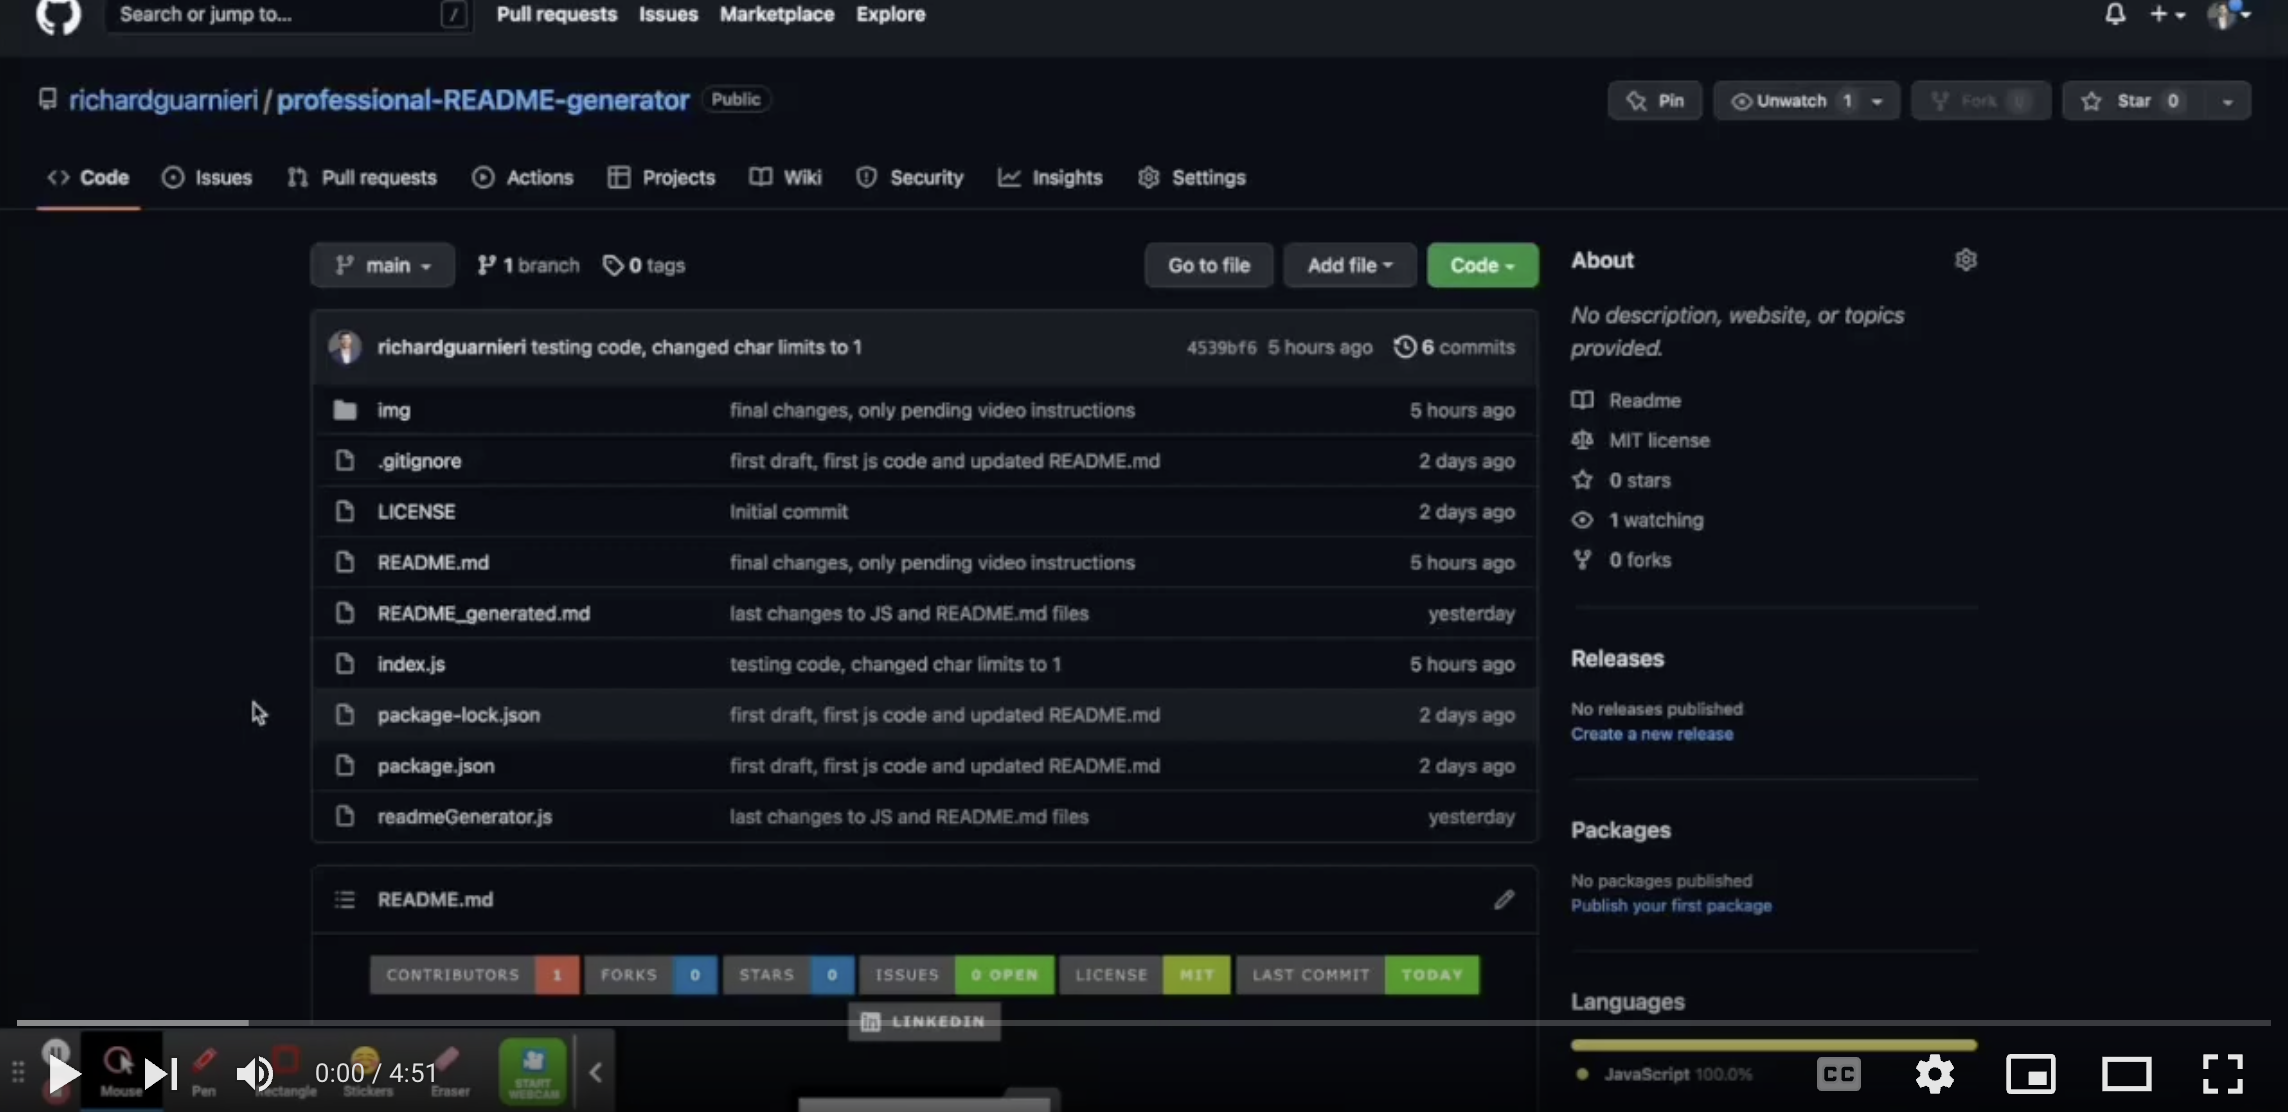 Search or jump to... / Pull requests Issues Marketplace Explore
richardguarnieri / professional-README-generator Public
Pin Unwatch 1 Fork 0 Star 0
Code Issues Pull requests Actions Projects Wiki Security Insights Settings
main 1 branch 0 tags Go to file Add file Code
richardguarnieri testing code, changed char limits to 1 4539bf6 5 hours ago 6 commits
img final changes, only pending video instructions 5 hours ago
.gitignore first draft, first js code and updated README.md 2 days ago
LICENSE Initial commit 2 days ago
README.md final changes, only pending video instructions 5 hours ago
README_generated.md last changes to JS and README.md files yesterday
index.js testing code, changed char limits to 1 5 hours ago
package-lock.json first draft, first js code and updated README.md 2 days ago
package.json first draft, first js code and updated README.md 2 days ago
readmeGenerator.js last changes to JS and README.md files yesterday
README.md
CONTRIBUTORS 1 FORKS 0 STARS 0 ISSUES 0 OPEN LICENSE MIT LAST COMMIT TODAY
in LINKEDIN
About
No description, website, or topics
provided.
Readme
MIT license
0 stars
1 watching
0 forks
Releases
No releases published
Create a new release
Packages
No packages published
Publish your first package
Languages
JavaScript 100.0%
0:00 / 4:51
Mouse Pen Rectangle Stickers Eraser START
WEBCAM
CC